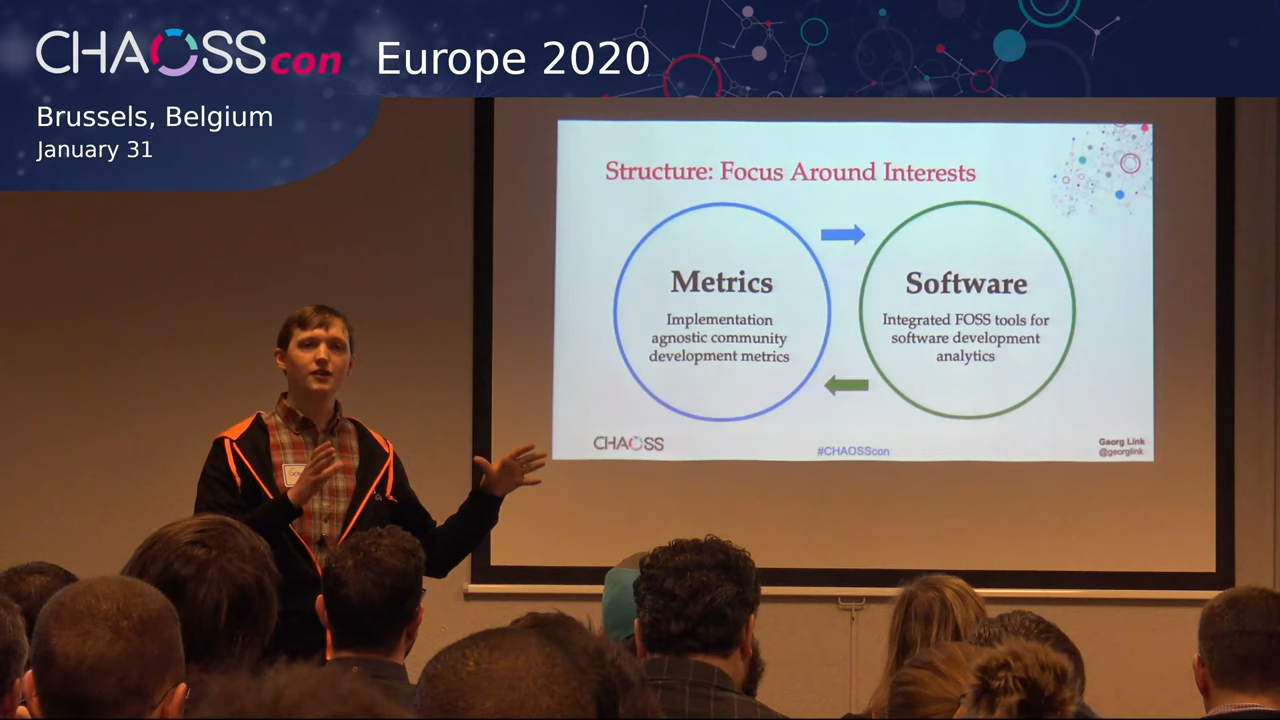 CHAOSScon Europe 2020
Brussels, Belgium
January 31
Structure: Focus Around Interests
Metrics
Implementation
agnostic community
development metrics
Software
Integrated FOSS tools for
software development
analytics
CHAOSS
#CHAOSScon
Georg Link
@georglink